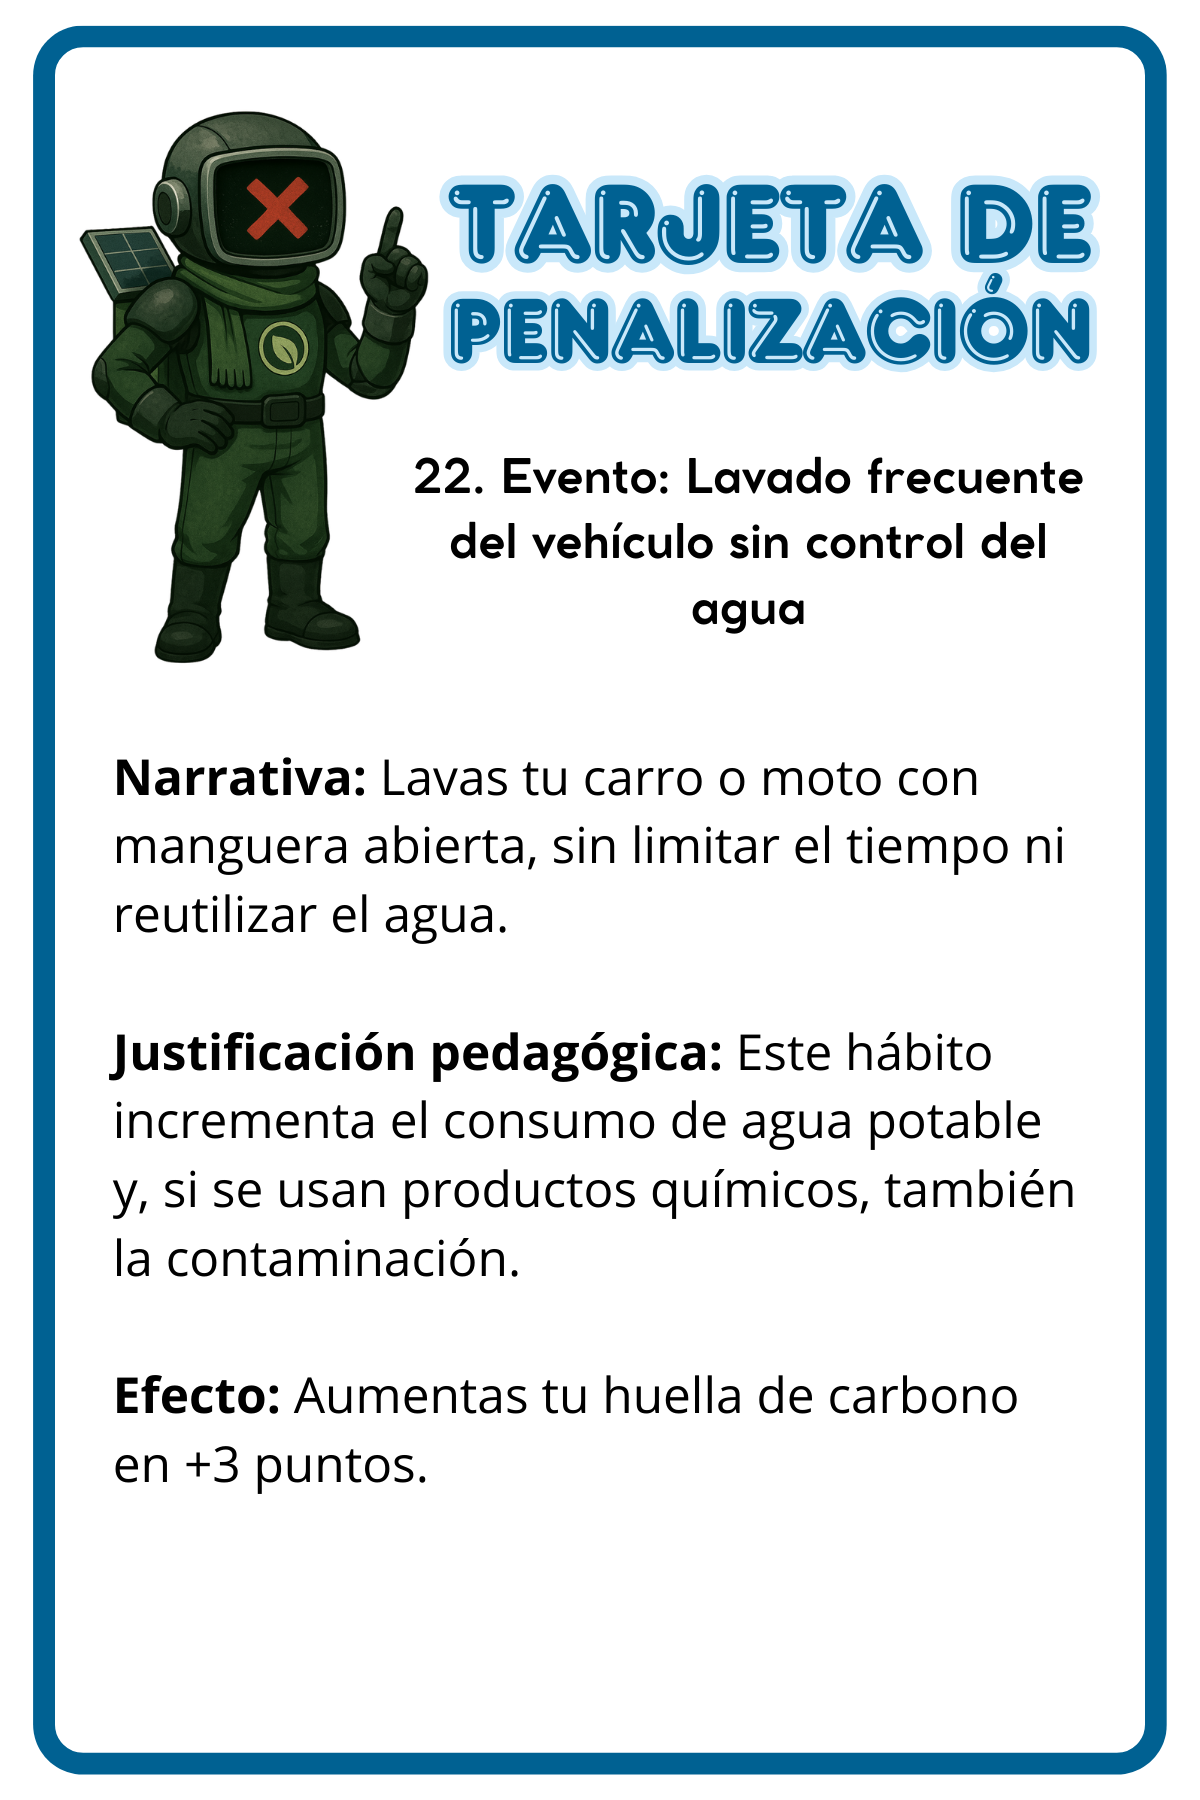 TARJETA DE
PENALIZACIÓN
22. Evento: Lavado frecuente
del vehículo sin control del
agua
Narrativa: Lavas tu carro o moto con
manguera abierta, sin limitar el tiempo ni
reutilizar el agua.
Justificación pedagógica: Este hábito
incrementa el consumo de agua potable
y, si se usan productos químicos, también
la contaminación.
Efecto: Aumentas tu huella de carbono
en +3 puntos.